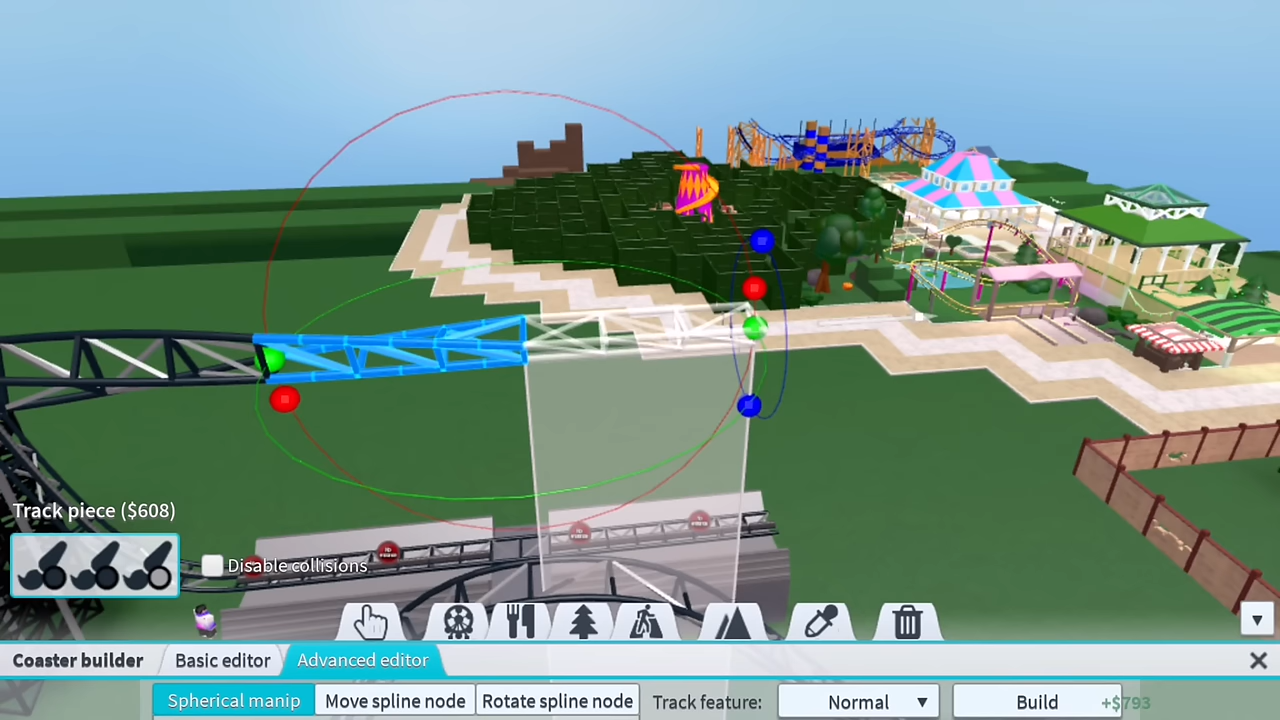 Track piece ($608)
Disable collisions
Coaster builder
Basic editor
Advanced editor
Spherical manip
Move spline node
Rotate spline node
Track feature:
Normal
Build
+$793